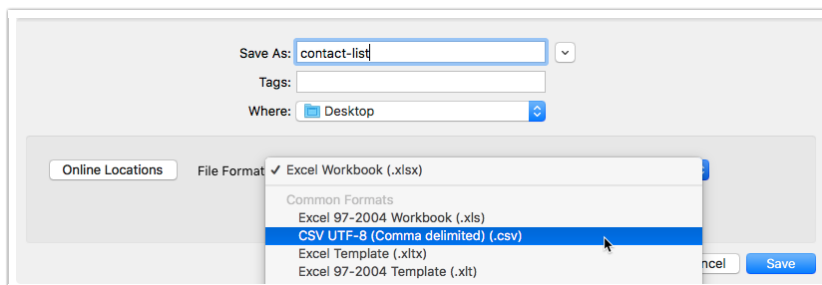 Save As: contact-list
Tags:
Where: Desktop
Online Locations File Format ✓ Excel Workbook (.xlsx)
Common Formats
Excel 97-2004 Workbook (.xls)
CSV UTF-8 (Comma delimited) (.csv)
Excel Template (.xltx)
ncel Save
Excel 97-2004 Template (.xlt)